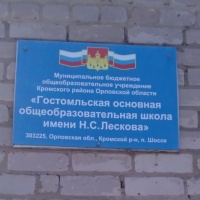 Муниципальное бюджетное
общеобразовательное учреждение
Кромского района Орловской области
«Гостомльская основная
общеобразовательная школа
имени Н.С.Лескова»
303225, Орловская обл., Кромской р-н, п. Шоссе